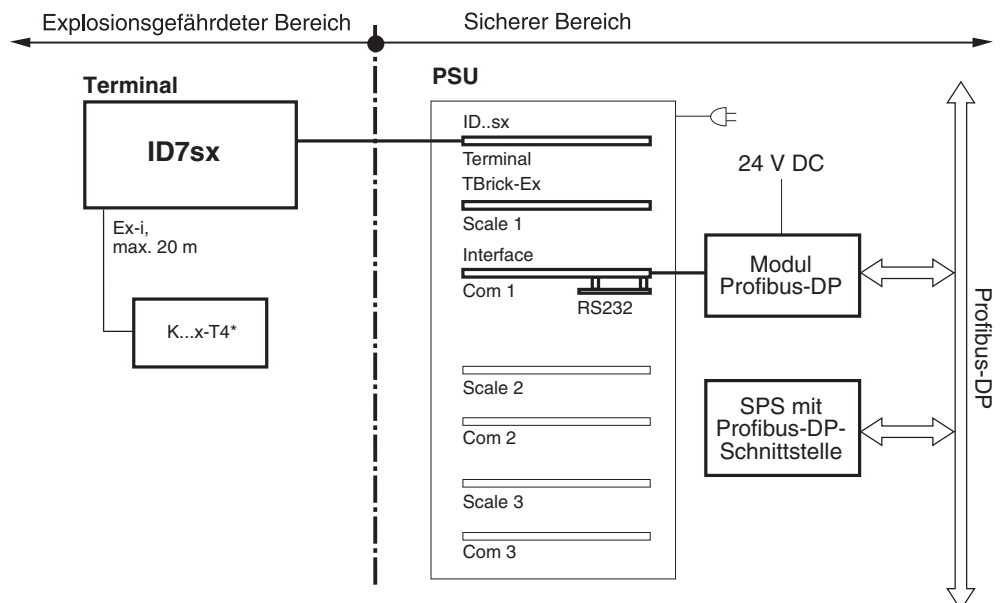 Explosionsgefährdeter Bereich
Sicherer Bereich
Terminal
ID7sx
Ex-i,
max. 20 m
K...x-T4*
PSU
ID..sx
Terminal
TBrick-Ex
Scale 1
Interface
Com 1
RS232
Scale 2
Com 2
Scale 3
Com 3
24 V DC
Modul
Profibus-DP
SPS mit
Profibus-DP-
Schnittstelle
Profibus-DP